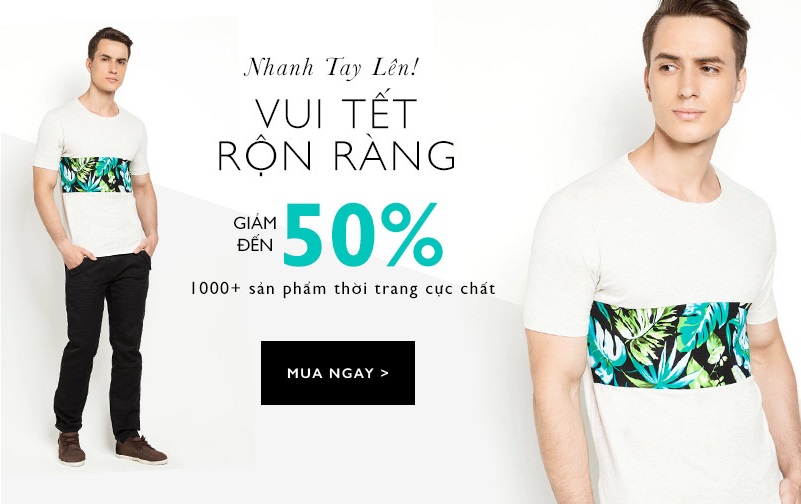 Nhanh Tay Lên!
VUI TẾT
RỘN RÀNG
GIẢM
ĐẾN
50%
1000+ sản phẩm thời trang cực chất
MUA NGAY >